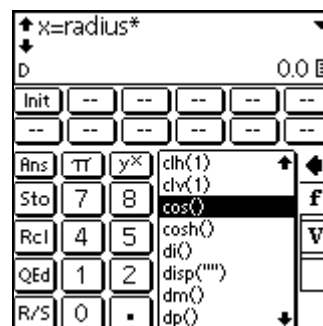 x=radius*
D 0.0
Init -- -- -- -- --
-- -- -- -- -- --
Ans π yˣ
Sto 7 8
Rcl 4 5
QEd 1 2
R/S 0 .
clh(1)
clv(1)
cos()
cosh()
di()
disp("")
dm()
dp()
f
V